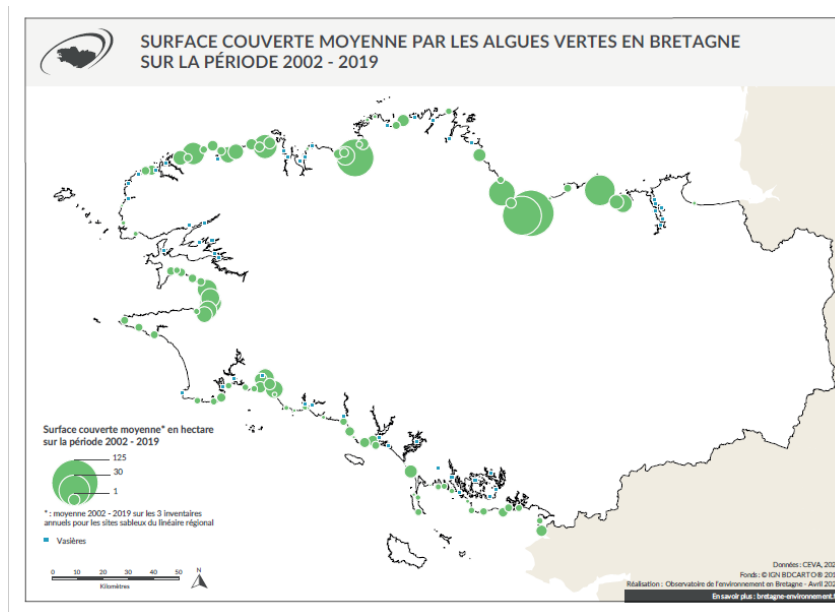 SURFACE COUVERTE MOYENNE PAR LES ALGUES VERTES EN BRETAGNE
SUR LA PÉRIODE 2002 - 2019
Surface couverte moyenne* en hectare
sur la période 2002 - 2019
125
30
1
* : moyenne 2002 - 2019 sur les 3 inventaires
annuels pour les sites sableux du linéaire régional
Vasières
0 10 20 30 40 50
Kilomètres
N
Données : CEVA, 202
Fonds : © IGN BDCARTO®
Réalisation : Observatoire de l'environnement en Bretagne - Avril 202
En savoir plus : bretagne-environnement.